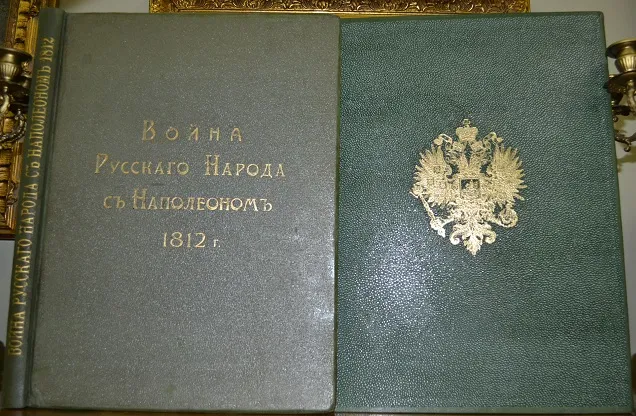 ВОЙНА РУССКАГО НАРОДА СЪ НАПОЛЕОНОМЪ 1812
ВОЙНА
РУССКАГО НАРОДА
СЪ НАПОЛЕОНОМЪ
1812 г.